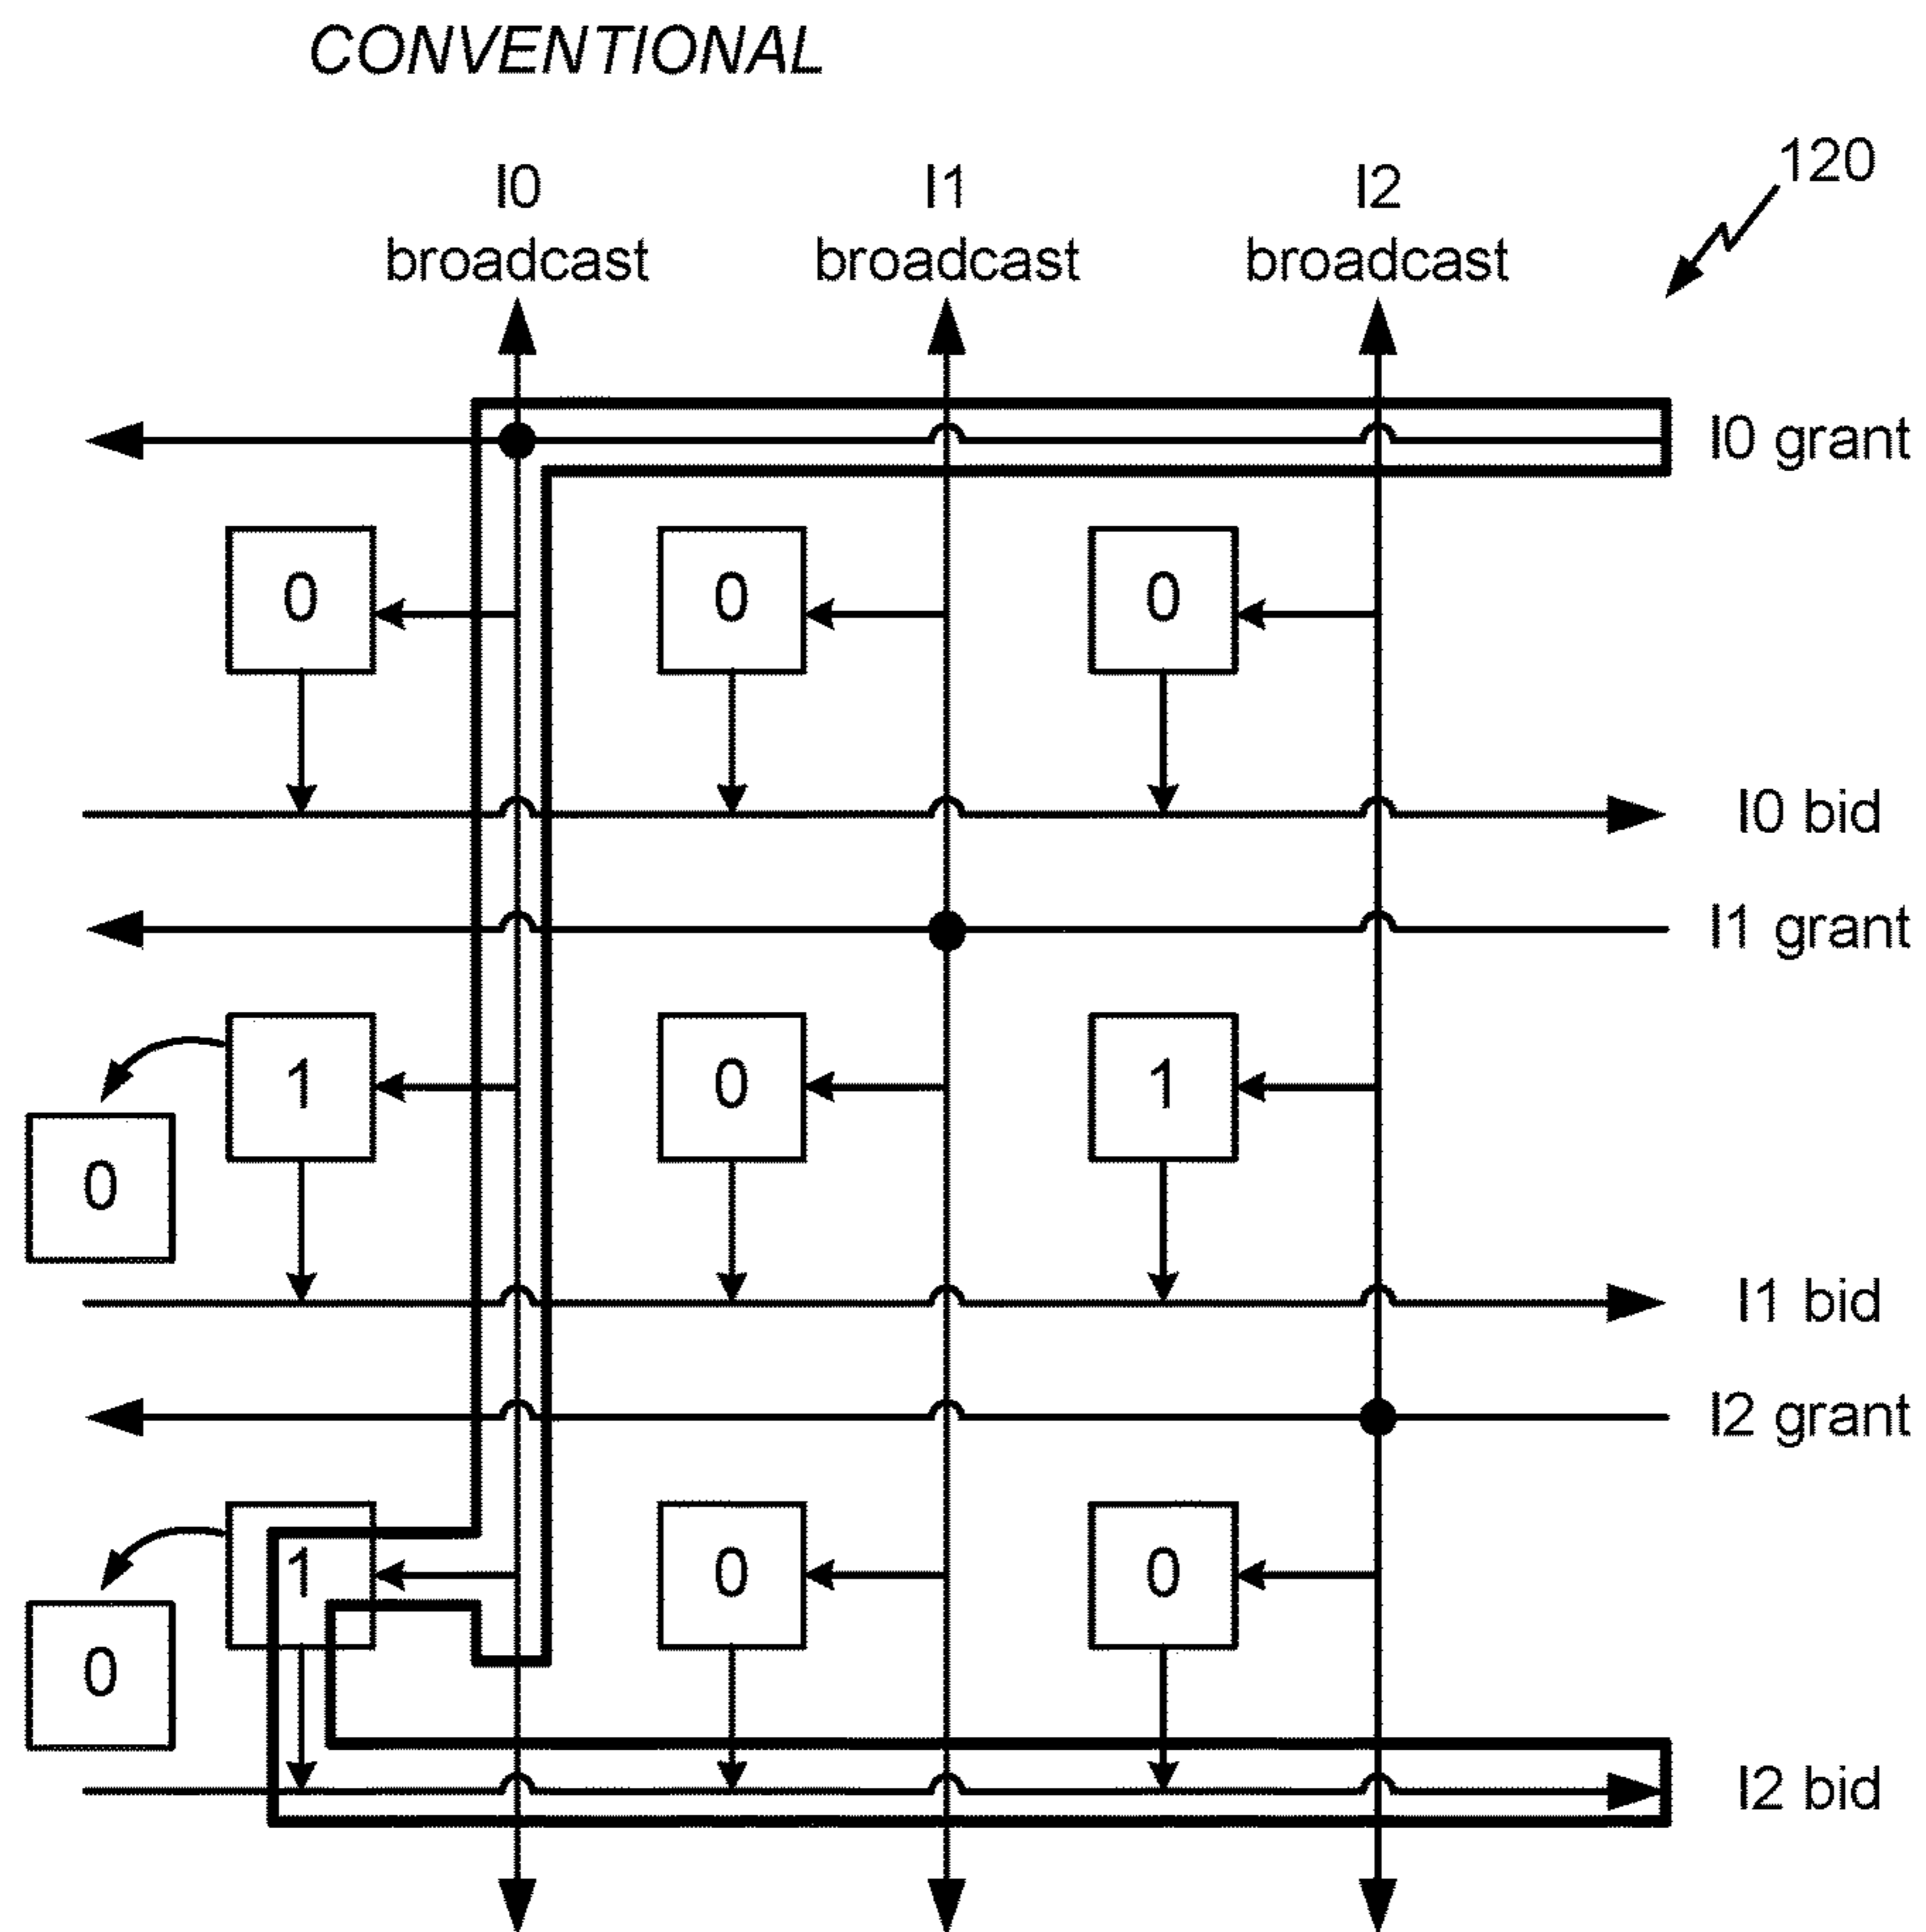 CONVENTIONAL
120
I0 I1 I2
broadcast broadcast broadcast
I0 grant
0 0 0
I0 bid
I1 grant
1 0 1
0
I1 bid
I2 grant
1 0 0
0
I2 bid